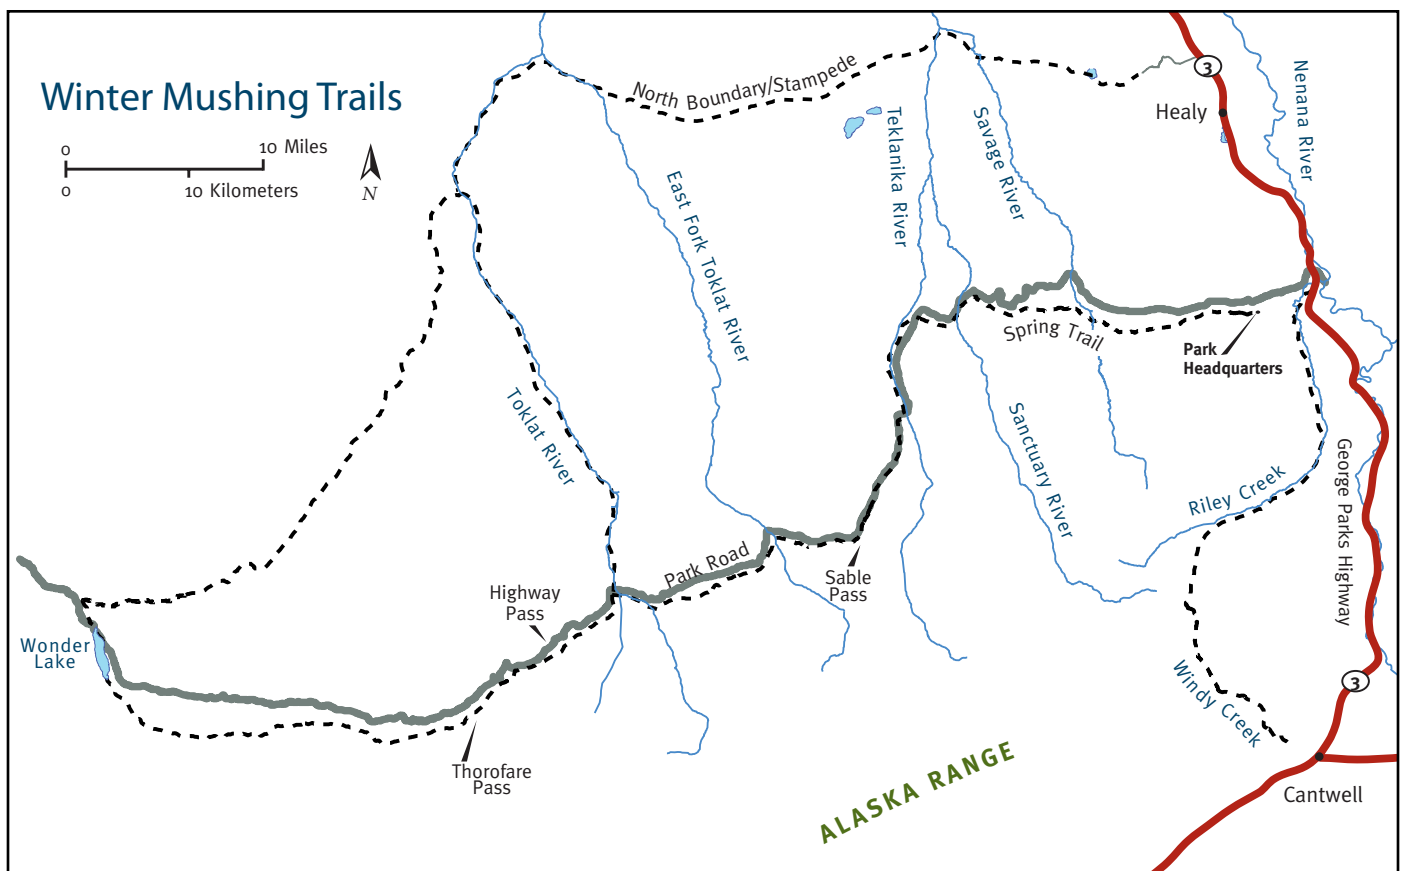 Winter Mushing Trails
0 10 Miles
0 10 Kilometers
N
North Boundary/Stampede
3
Healy
Nenana River
Teklanika River
Savage River
East Fork Toklat River
Spring Trail
Park
Headquarters
Toklat River
Sanctuary River
Riley Creek
George Parks Highway
Park Road
Sable
Pass
Highway
Pass
Wonder
Lake
Windy Creek
3
Thorofare
Pass
ALASKA RANGE
Cantwell